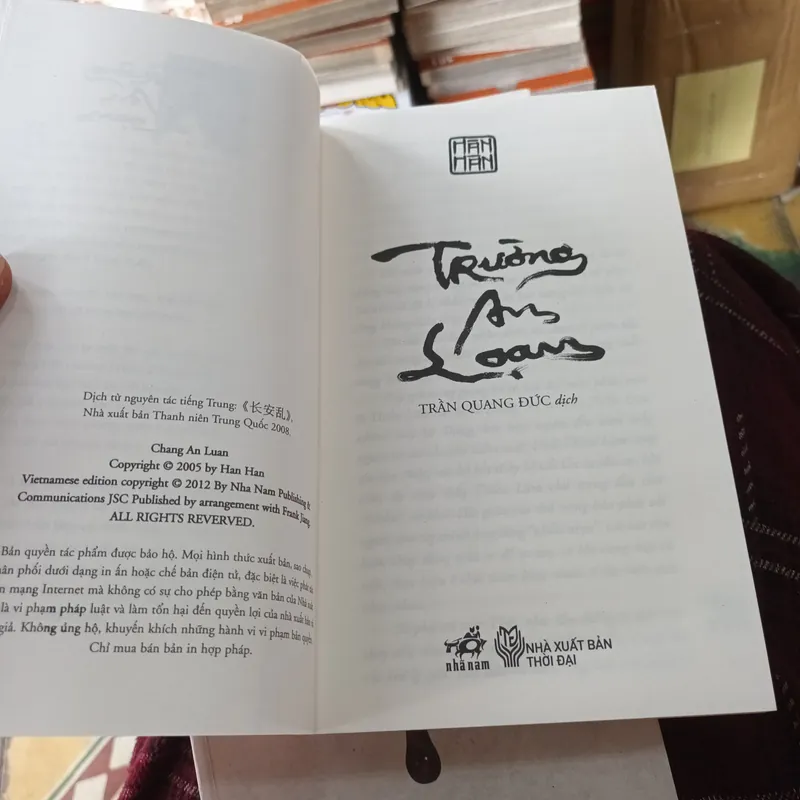 Dịch từ nguyên tác tiếng Trung: 《长安乱》,
Nhà xuất bản Thanh niên Trung Quốc 2008.
Chang An Luan
Copyright © 2005 by Han Han
Vietnamese edition copyright © 2012 By Nha Nam Publishing &
Communications JSC Published by arrangement with Frank Jiang
ALL RIGHTS REVERVED.
Bản quyền tác phẩm được bảo hộ. Mọi hình thức xuất bản, sao chụp,
phối dưới dạng in ấn hoặc chế bản điện tử, đặc biệt là việc phát
mạng Internet mà không có sự cho phép bằng văn bản của Nhà
là vi phạm pháp luật và làm tổn hại đến quyền lợi của nhà xuất bản
giả. Không ủng hộ, khuyến khích những hành vi vi phạm bản quyền.
Chỉ mua bán bản in hợp pháp.
HÀN
HÀN
TRƯỜNG
AN
LOẠN
TRẦN QUANG ĐỨC dịch
nhã nam
NHÀ XUẤT BẢN
THỜI ĐẠI